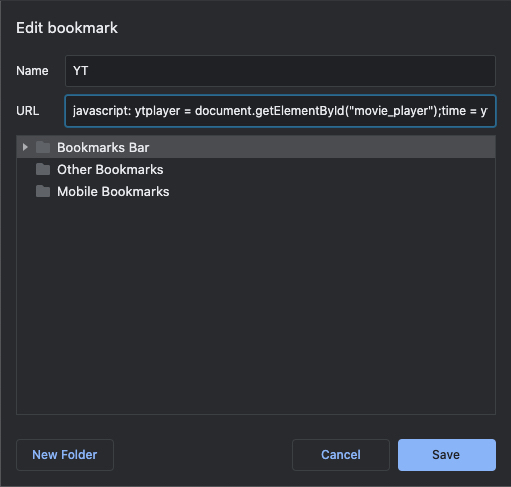 Edit bookmark
Name YT
URL javascript: ytplayer = document.getElementById("movie_player");time = y
Bookmarks Bar
Other Bookmarks
Mobile Bookmarks
New Folder Cancel Save